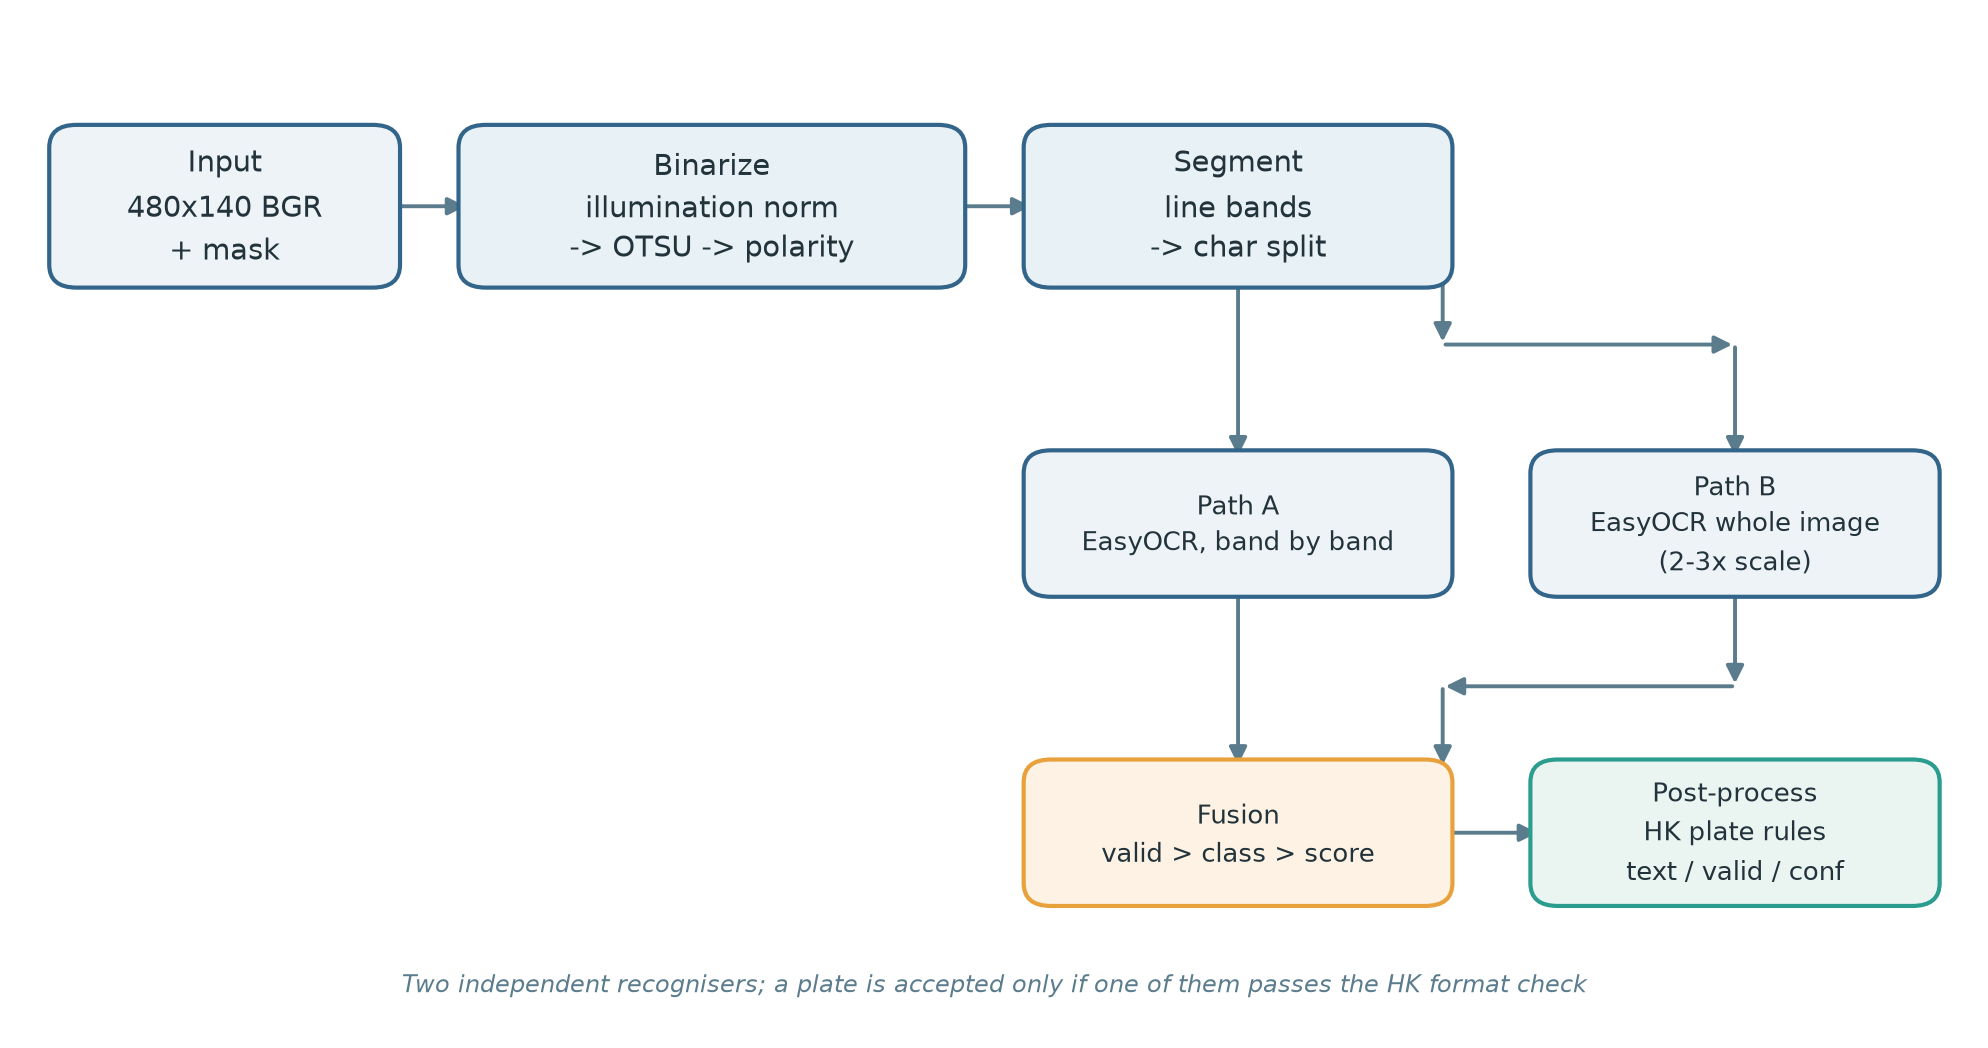 Input
480x140 BGR
+ mask
Binarize
illumination norm
-> OTSU -> polarity
Segment
line bands
-> char split
Path A
EasyOCR, band by band
Path B
EasyOCR whole image
(2-3x scale)
Fusion
valid > class > score
Post-process
HK plate rules
text / valid / conf
Two independent recognisers; a plate is accepted only if one of them passes the HK format check